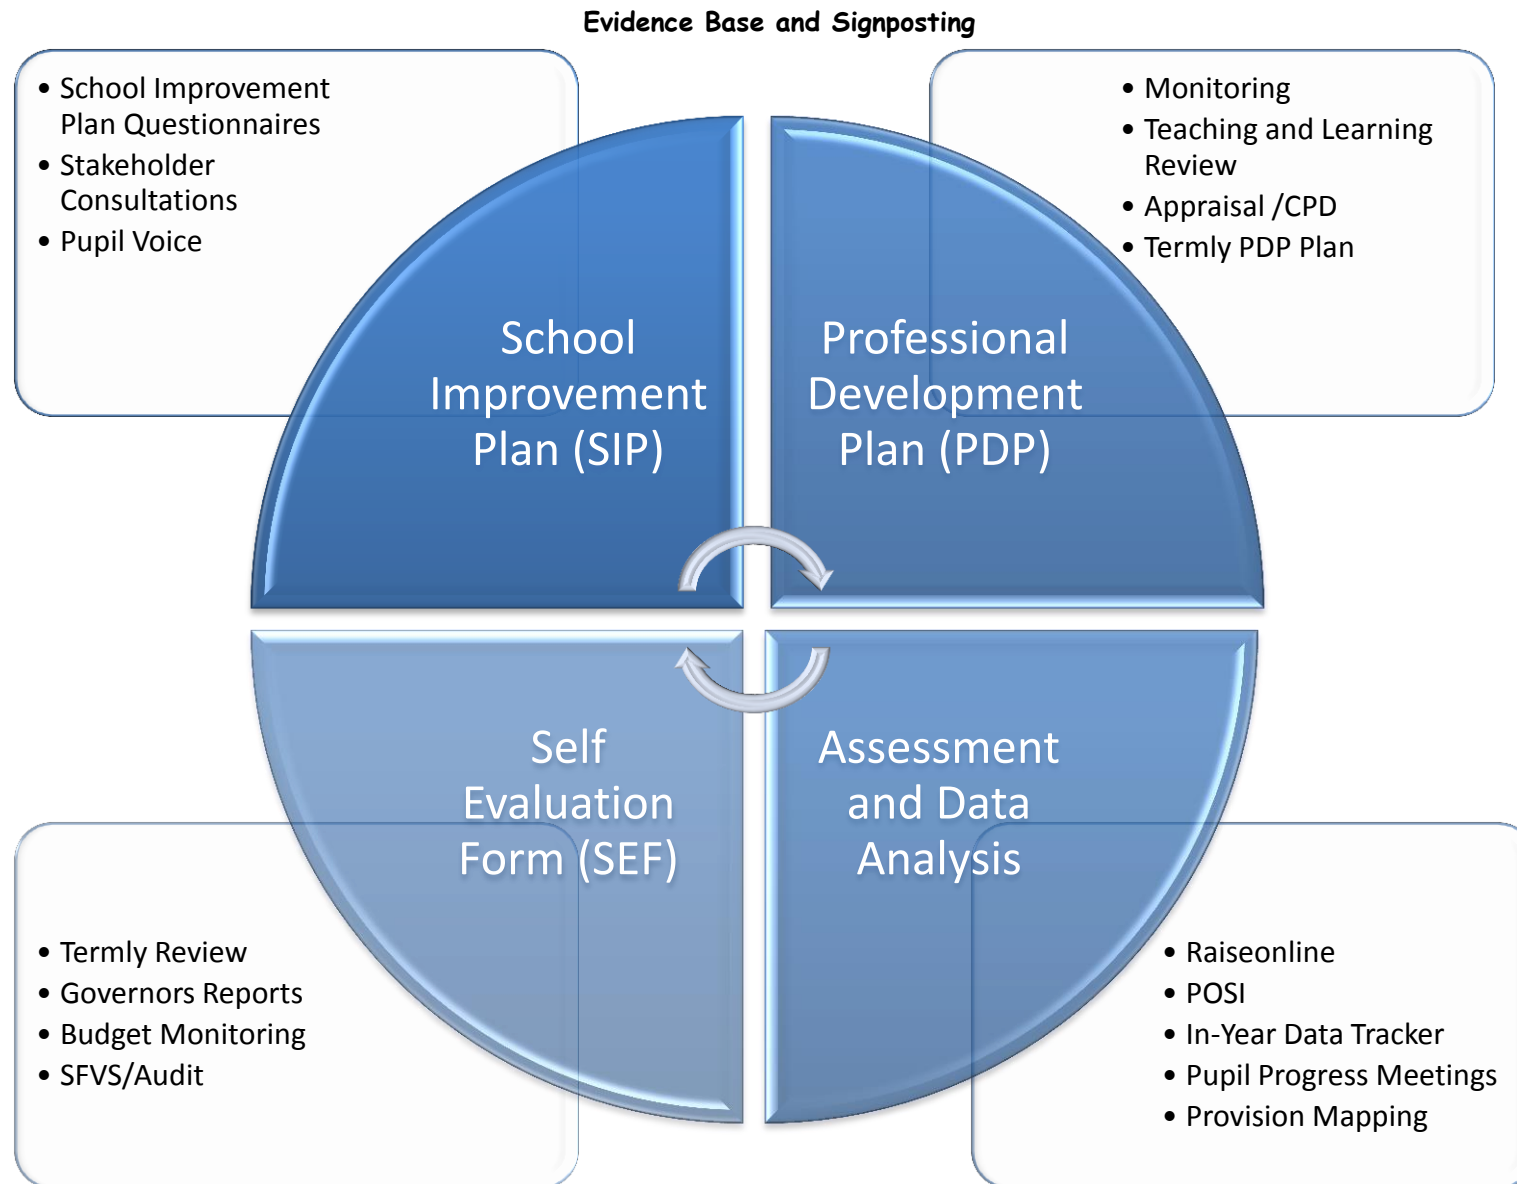 Evidence Base and Signposting
• School Improvement
Plan Questionnaires
• Stakeholder
Consultations
• Pupil Voice
• Monitoring
• Teaching and Learning
Review
• Appraisal /CPD
• Termly PDP Plan
School
Improvement
Plan (SIP)
Professional
Development
Plan (PDP)
Self
Evaluation
Form (SEF)
Assessment
and Data
Analysis
• Termly Review
• Governors Reports
• Budget Monitoring
• SFVS/Audit
• Raiseonline
• POSI
• In-Year Data Tracker
• Pupil Progress Meetings
• Provision Mapping